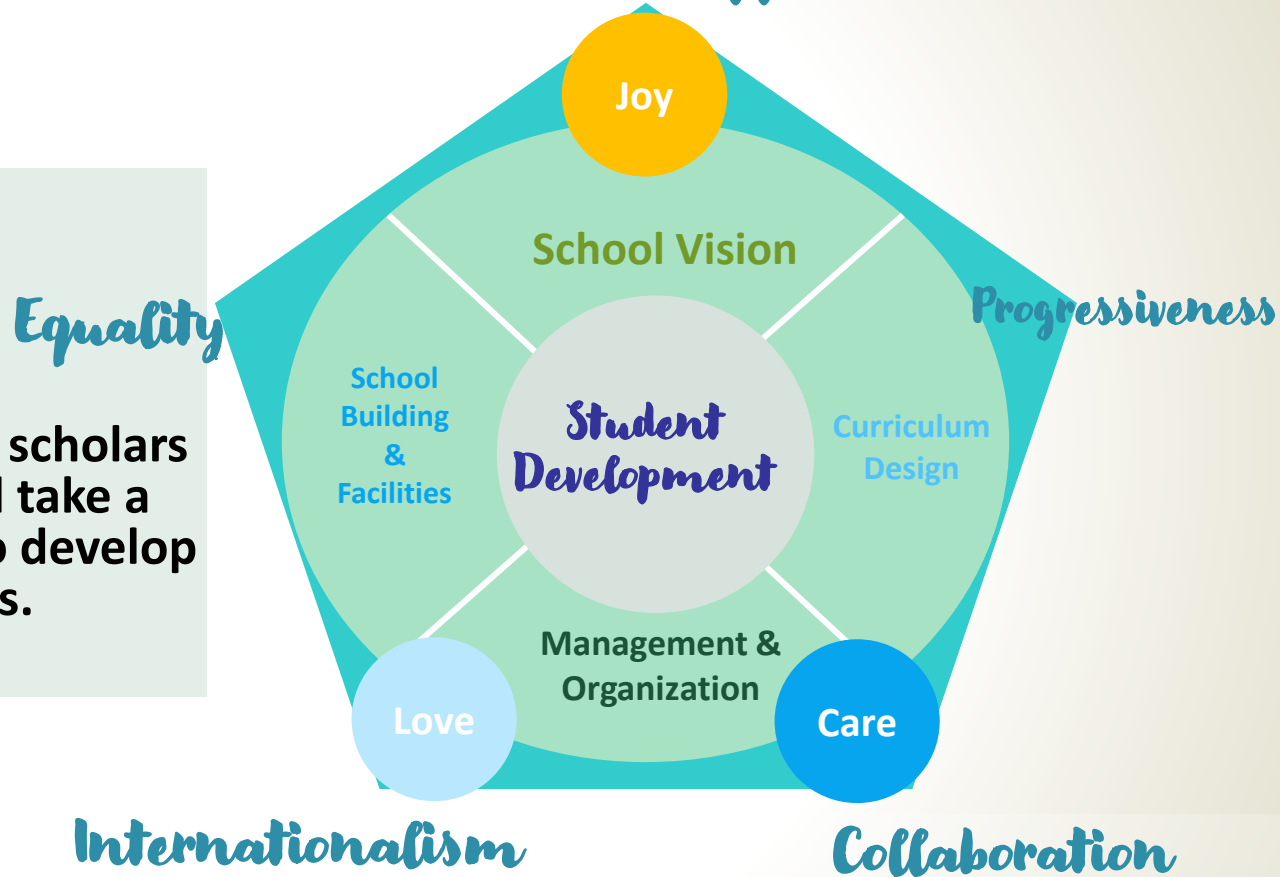 Joy
School Vision
Equality
Progressiveness
School
Building
&
Facilities
Student
Development
Curriculum
Design
scholars
take a
develop
Management &
Organization
Love
Care
Internationalism
Collaboration